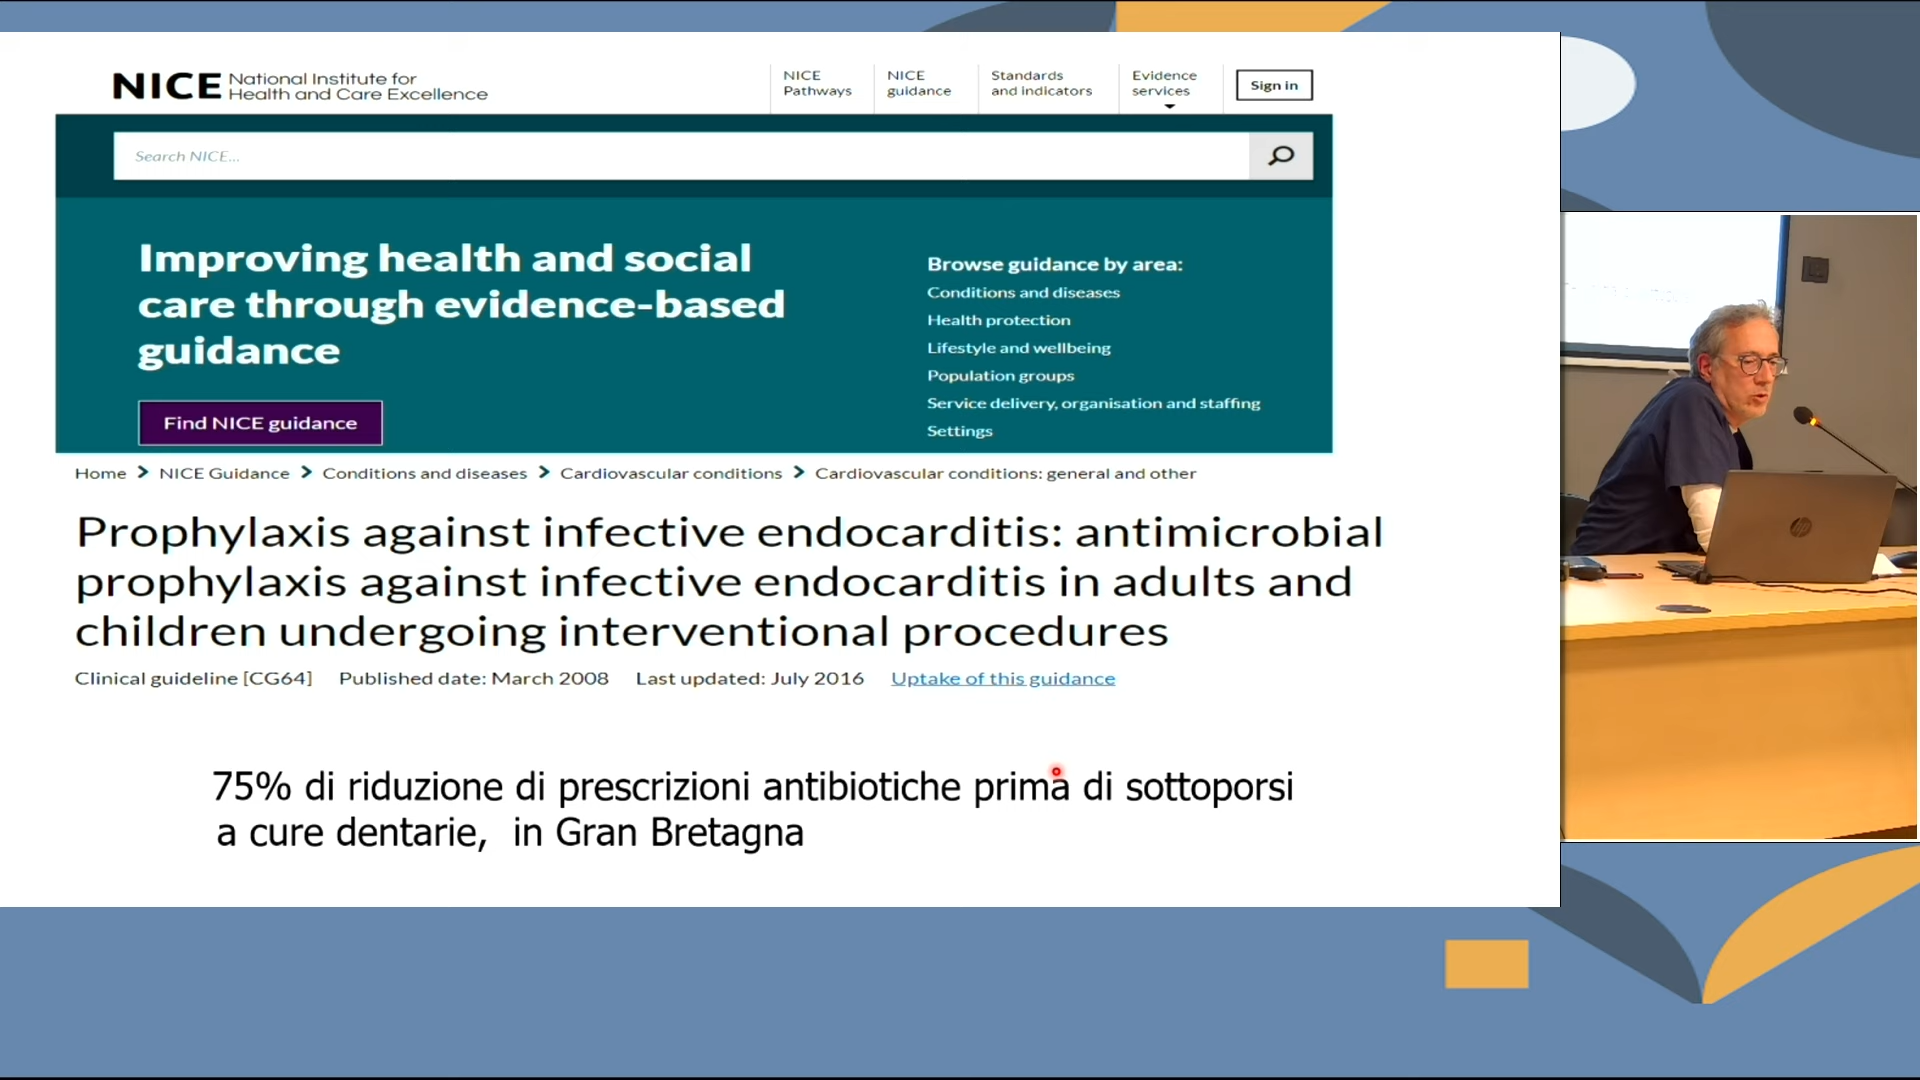 NICE National Institute for
Health and Care Excellence
NICE
Pathways
NICE
guidance
Standards
and indicators
Evidence
services
Sign in
Search NICE...
Improving health and social
care through evidence-based
guidance
Find NICE guidance
Browse guidance by area:
Conditions and diseases
Health protection
Lifestyle and wellbeing
Population groups
Service delivery, organisation and staffing
Settings
Home > NICE Guidance > Conditions and diseases > Cardiovascular conditions > Cardiovascular conditions: general and other
Prophylaxis against infective endocarditis: antimicrobial
prophylaxis against infective endocarditis in adults and
children undergoing interventional procedures
Clinical guideline [CG64] Published date: March 2008 Last updated: July 2016 Uptake of this guidance
75% di riduzione di prescrizioni antibiotiche prima di sottoporsi
a cure dentarie, in Gran Bretagna
hp